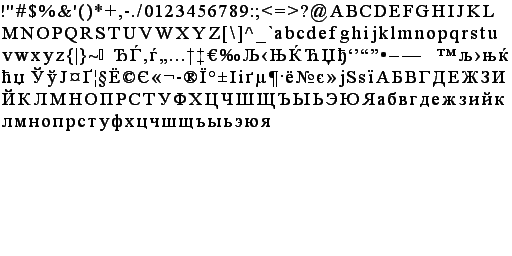 !"#$%&'()*+,-./0123456789:;<=>?@ABCDEFGHIJKL
MNOPQRSTUVWXYZ[\]^_`abcdefghijklmnopqrstu
vwxyz{|}~ ЂЃ‚ѓ„…†‡€‰Љ‹ЊЌЋЏђ‘’“”•–— ™љ›њќ
ћџ ЎўЈ¤Ґ¦§Ё©Є«¬-®Ї°±Ііґµ¶·ё№є»јЅѕїАБВГДЕЖЗИ
ЙКЛМНОПРСТУФХЦЧШЩЪЫЬЭЮЯабвгдежзийк
лмнопрстуфхцчшщъыьэюя